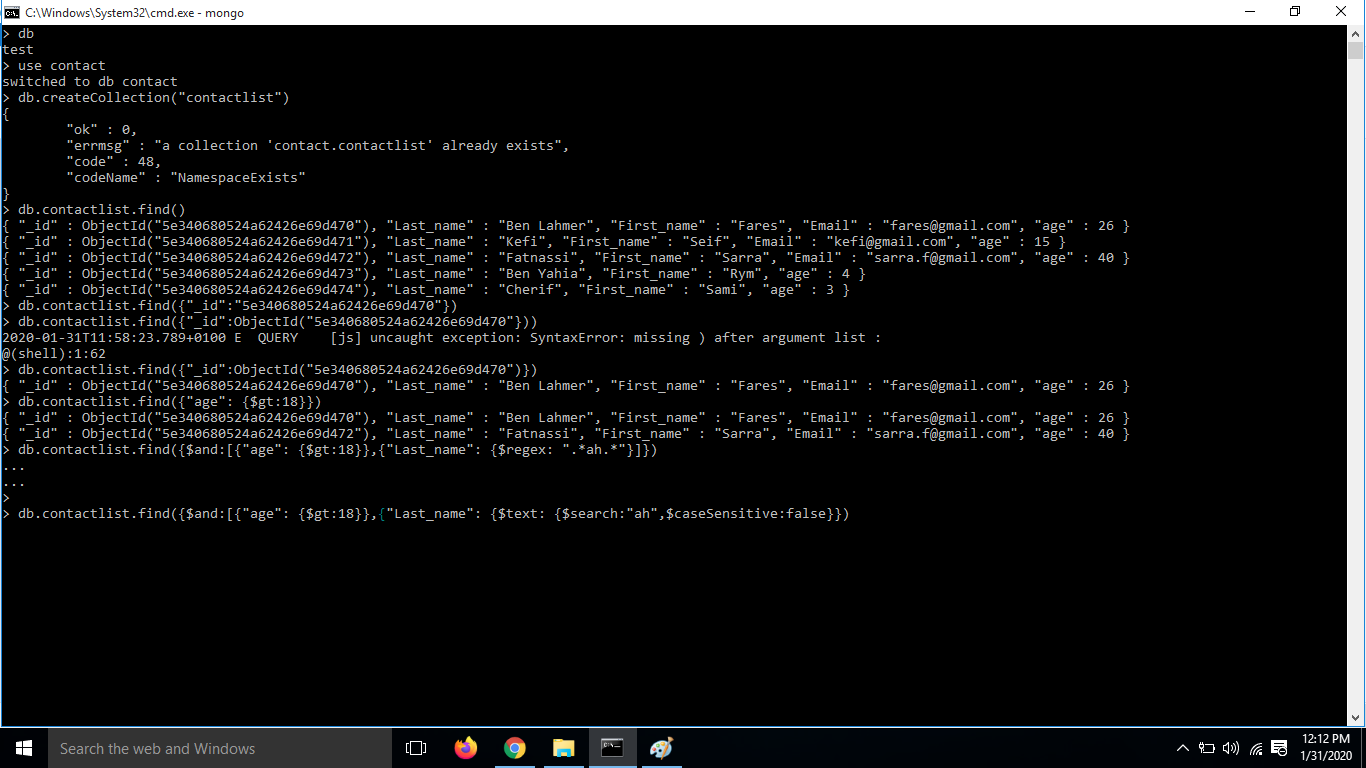 C:\Windows\System32\cmd.exe - mongo
> db
test
> use contact
switched to db contact
> db.createCollection("contactlist")
{
        "ok" : 0,
        "errmsg" : "a collection 'contact.contactlist' already exists",
        "code" : 48,
        "codeName" : "NamespaceExists"
}
> db.contactlist.find()
{ "_id" : ObjectId("5e340680524a62426e69d470"), "Last_name" : "Ben Lahmer", "First_name" : "Fares", "Email" : "fares@gmail.com", "age" : 26 }
{ "_id" : ObjectId("5e340680524a62426e69d471"), "Last_name" : "Kefi", "First_name" : "Seif", "Email" : "kefi@gmail.com", "age" : 15 }
{ "_id" : ObjectId("5e340680524a62426e69d472"), "Last_name" : "Fatnassi", "First_name" : "Sarra", "Email" : "sarra.f@gmail.com", "age" : 40 }
{ "_id" : ObjectId("5e340680524a62426e69d473"), "Last_name" : "Ben Yahia", "First_name" : "Rym", "age" : 4 }
{ "_id" : ObjectId("5e340680524a62426e69d474"), "Last_name" : "Cherif", "First_name" : "Sami", "age" : 3 }
> db.contactlist.find({"_id":"5e340680524a62426e69d470"})
> db.contactlist.find({"_id":ObjectId("5e340680524a62426e69d470"}))
2020-01-31T11:58:23.789+0100 E  QUERY    [js] uncaught exception: SyntaxError: missing ) after argument list :
@(shell):1:62
> db.contactlist.find({"_id":ObjectId("5e340680524a62426e69d470")})
{ "_id" : ObjectId("5e340680524a62426e69d470"), "Last_name" : "Ben Lahmer", "First_name" : "Fares", "Email" : "fares@gmail.com", "age" : 26 }
> db.contactlist.find({"age": {$gt:18}})
{ "_id" : ObjectId("5e340680524a62426e69d470"), "Last_name" : "Ben Lahmer", "First_name" : "Fares", "Email" : "fares@gmail.com", "age" : 26 }
{ "_id" : ObjectId("5e340680524a62426e69d472"), "Last_name" : "Fatnassi", "First_name" : "Sarra", "Email" : "sarra.f@gmail.com", "age" : 40 }
> db.contactlist.find({$and:[{"age": {$gt:18}},{"Last_name": {$regex: ".*ah.*"}]})
...
...
>
> db.contactlist.find({$and:[{"age": {$gt:18}},{"Last_name": {$text: {$search:"ah",$caseSensitive:false}})
Search the web and Windows
12:12 PM
1/31/2020